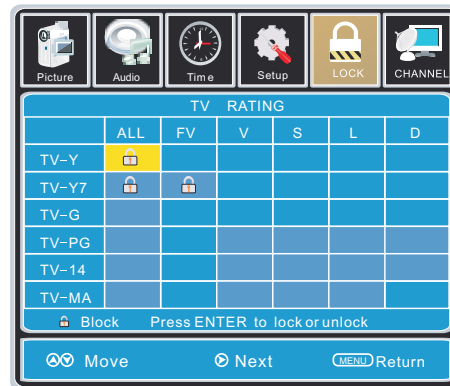 Picture Audio Time Setup LOCK CHANNEL
TV RATING
ALL FV V S L D
TV-Y
TV-Y7
TV-G
TV-PG
TV-14
TV-MA
Block Press ENTER to lock or unlock
Move Next MENU Return